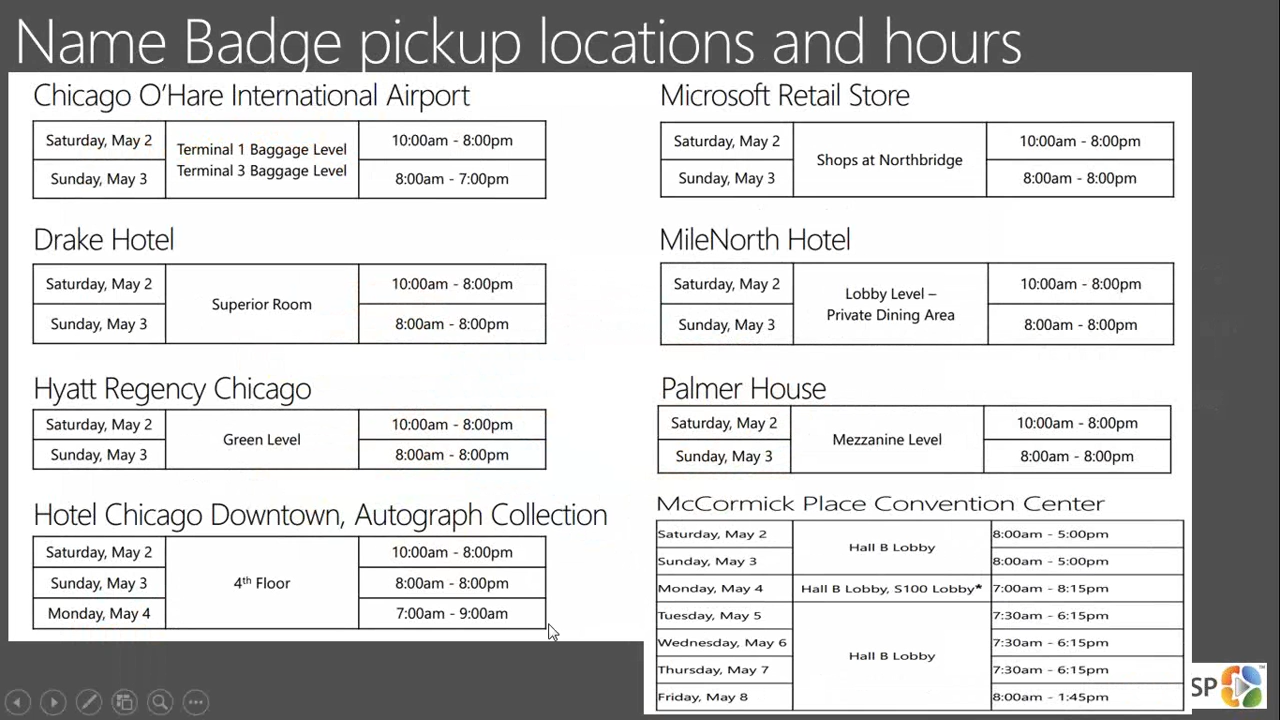 Name Badge pickup locations and hours
Chicago O'Hare International Airport
Saturday, May 2
Terminal 1 Baggage Level
Terminal 3 Baggage Level
10:00am - 8:00pm
Sunday, May 3
8:00am - 7:00pm
Drake Hotel
Saturday, May 2
Superior Room
10:00am - 8:00pm
Sunday, May 3
8:00am - 8:00pm
Hyatt Regency Chicago
Saturday, May 2
Green Level
10:00am - 8:00pm
Sunday, May 3
8:00am - 8:00pm
Hotel Chicago Downtown, Autograph Collection
Saturday, May 2
10:00am - 8:00pm
Sunday, May 3
4th Floor
8:00am - 8:00pm
Monday, May 4
7:00am - 9:00am
Microsoft Retail Store
Saturday, May 2
Shops at Northbridge
10:00am - 8:00pm
Sunday, May 3
8:00am - 8:00pm
MileNorth Hotel
Saturday, May 2
Lobby Level –
Private Dining Area
10:00am - 8:00pm
Sunday, May 3
8:00am - 8:00pm
Palmer House
Saturday, May 2
Mezzanine Level
10:00am - 8:00pm
Sunday, May 3
8:00am - 8:00pm
McCormick Place Convention Center
Saturday, May 2
Hall B Lobby
8:00am - 5:00pm
Sunday, May 3
8:00am - 5:00pm
Monday, May 4
Hall B Lobby, S100 Lobby*
7:00am - 8:15pm
Tuesday, May 5
7:30am - 6:15pm
Wednesday, May 6
Hall B Lobby
7:30am - 6:15pm
Thursday, May 7
7:30am - 6:15pm
Friday, May 8
8:00am - 1:45pm
SP